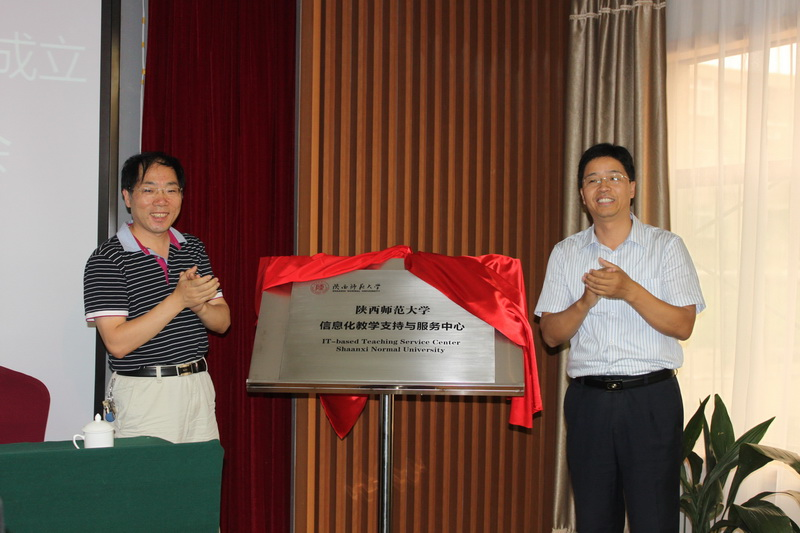 成立
会
陕西师范大学
陕西师范大学
信息化教学支持与服务中心
IT-based Teaching Service Center
Shaanxi Normal University